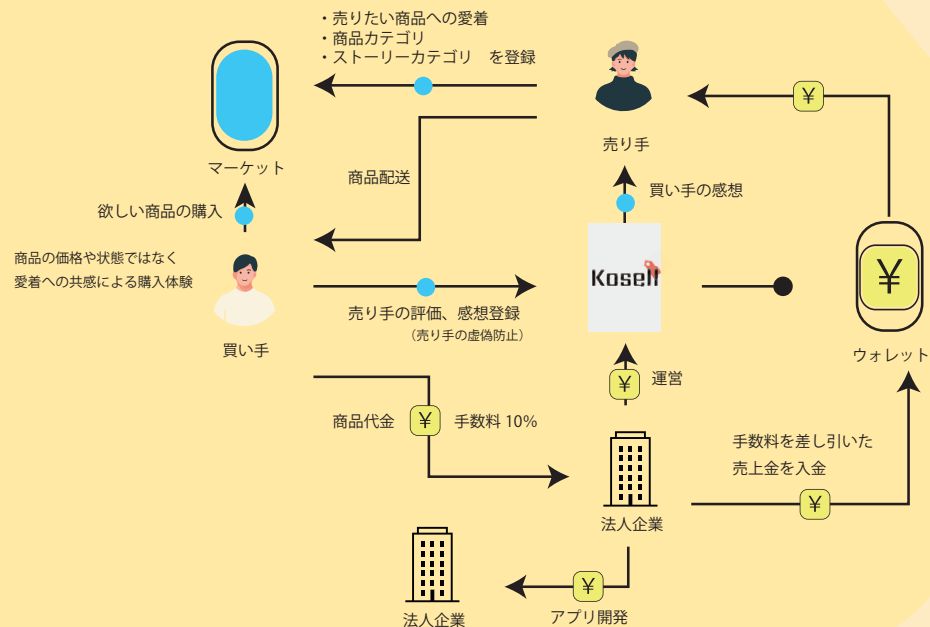 ・売りたい商品への愛着
・商品カテゴリ
・ストーリーカテゴリ　を登録
¥
マーケット
売り手
商品配送
買い手の感想
欲しい商品の購入
商品の価格や状態ではなく
愛着への共感による購入体験
Kosell
¥
売り手の評価、感想登録
（売り手の虚偽防止）
買い手
ウォレット
¥
運営
商品代金
¥
手数料 10%
手数料を差し引いた
売上金を入金
¥
法人企業
¥
アプリ開発
法人企業